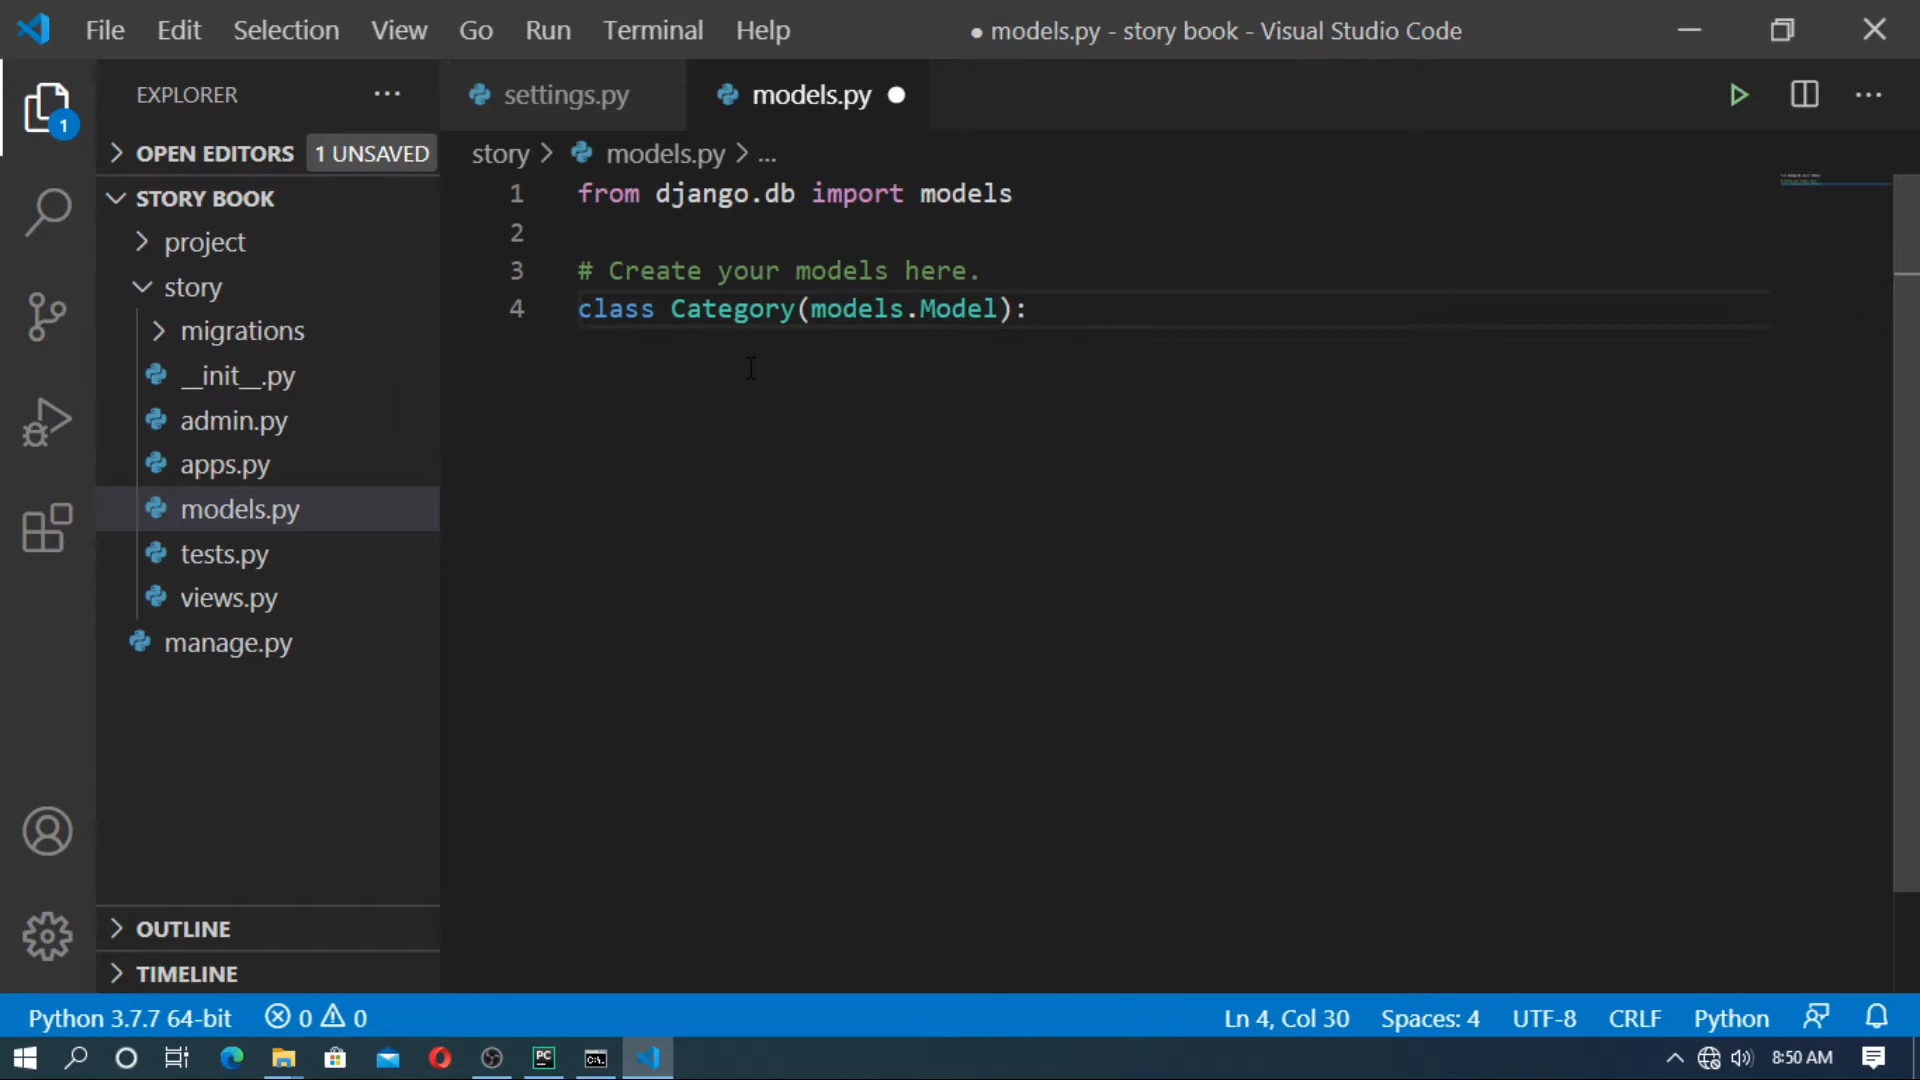 File Edit Selection View Go Run Terminal Help ● models.py - story book - Visual Studio Code
EXPLORER
settings.py models.py
OPEN EDITORS 1 UNSAVED
story > models.py > ...
STORY BOOK
project
story
migrations
__init__.py
admin.py
apps.py
models.py
tests.py
views.py
manage.py
1 from django.db import models
2
3 # Create your models here.
4 class Category(models.Model):
1
OUTLINE
TIMELINE
Python 3.7.7 64-bit 0 0 Ln 4, Col 30 Spaces: 4 UTF-8 CRLF Python
PC C:\. 8:50 AM